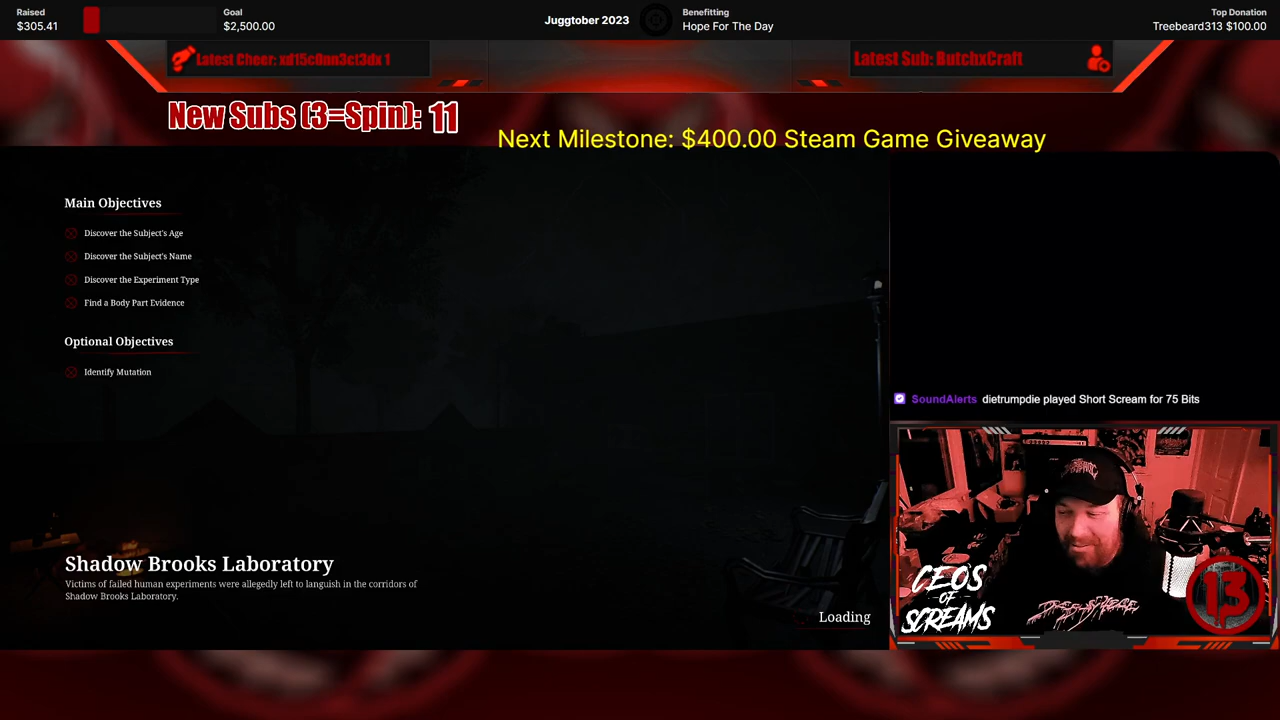 Raised
$305.41
Goal
$2,500.00
Juggtober 2023
Benefitting
Hope For The Day
Top Donation
Treebeard313 $100.00
Latest Cheer: xd15c0nn3ct3dx 1
Latest Sub: ButchxCraft
New Subs (3=Spin): 11
Next Milestone: $400.00 Steam Game Giveaway
Main Objectives
Discover the Subject's Age
Discover the Subject's Name
Discover the Experiment Type
Find a Body Part Evidence
Optional Objectives
Identify Mutation
SoundAlerts dietrumpdie played Short Scream for 75 Bits
Shadow Brooks Laboratory
Victims of failed human experiments were allegedly left to languish in the corridors of
Shadow Brooks Laboratory.
Loading
CEOS
OF
SCREAMS
13